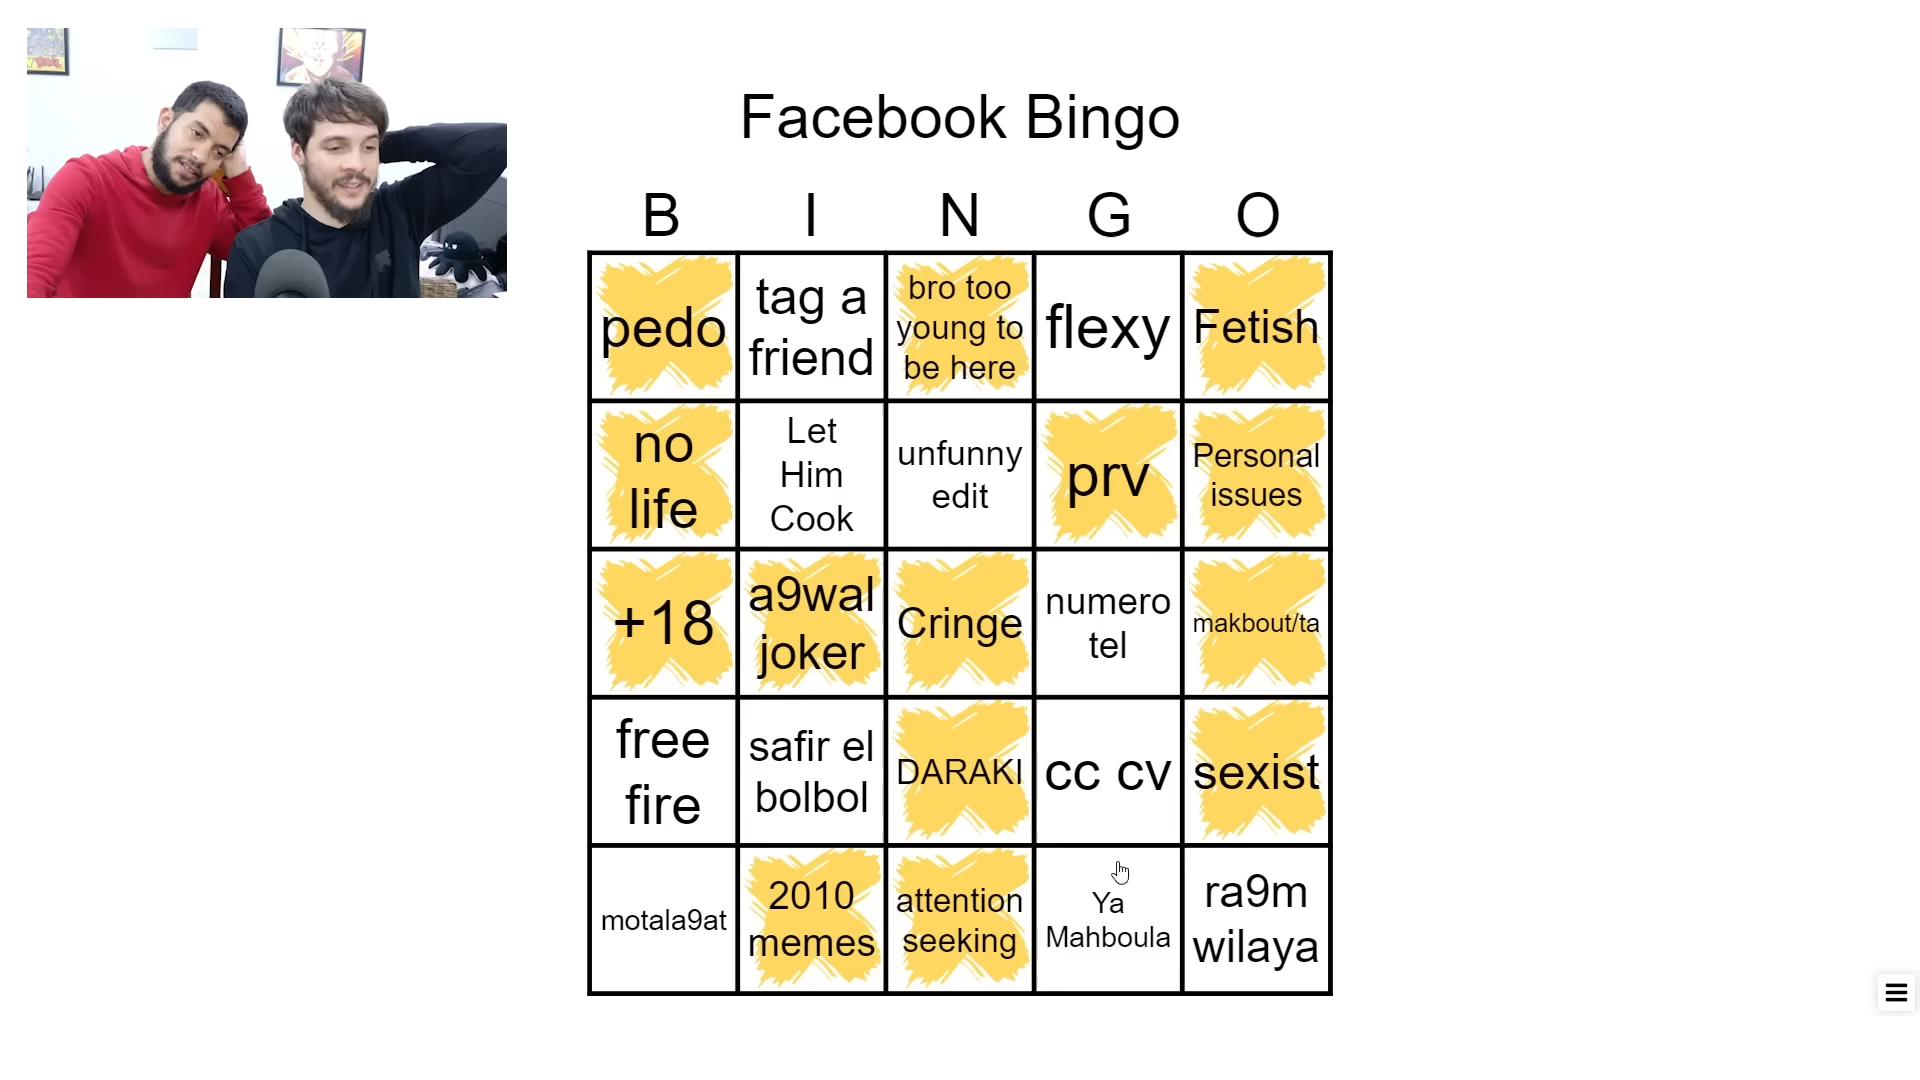 Facebook Bingo
B I N G O
pedo
tag a
friend
bro too
young to
be here
flexy
Fetish
no
life
Let
Him
Cook
unfunny
edit
prv
Personal
issues
+18
a9wal
joker
Cringe
numero
tel
makbout/ta
free
fire
safir el
bolbol
DARAKI
cc cv
sexist
motala9at
2010
memes
attention
seeking
Ya
Mahboula
ra9m
wilaya